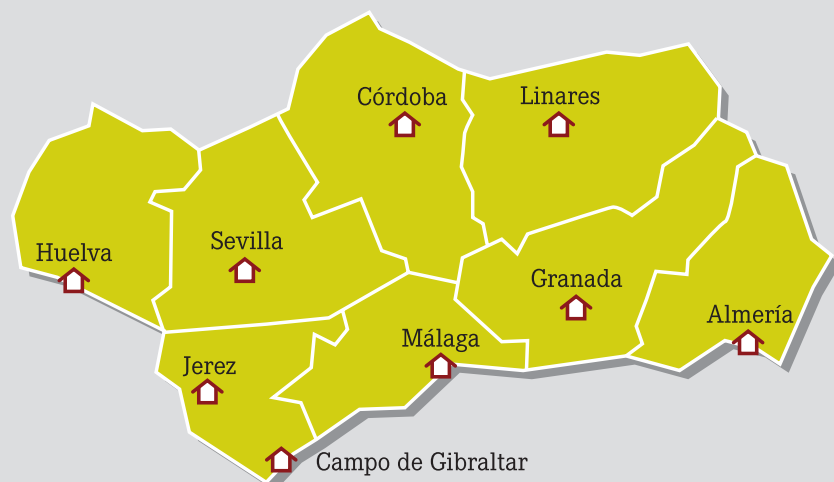 Córdoba
Linares
Huelva
Sevilla
Granada
Almería
Málaga
Jerez
Campo de Gibraltar